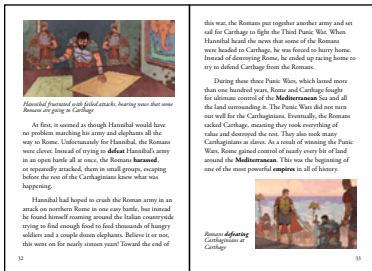 Hannibal frustrated with failed attacks, hearing news that some
Romans are going to Carthage
At first, it seemed as though Hannibal would have
no problem marching his army and elephants all the
way to Rome. Unfortunately for Hannibal, the Romans
were clever. Instead of trying to defeat Hannibal's army
in an open battle all at once, the Romans harassed,
or repeatedly attacked, them in small groups, escaping
before the rest of the Carthaginians knew what was
happening.
Hannibal had hoped to crush the Roman army in an
attack on northern Rome in one easy battle, but instead
he found himself roaming around the Italian countryside
trying to find enough food to feed thousands of hungry
soldiers and a couple dozen elephants. Believe it or not,
this went on for nearly sixteen years! Toward the end of
32
this war, the Romans put together another army and set
sail for Carthage to fight the Third Punic War. When
Hannibal heard the news that some of the Romans
were headed to Carthage, he was forced to hurry home.
Instead of destroying Rome, he ended up racing home to
try to defend Carthage from the Romans.
During these three Punic Wars, which lasted more
than one hundred years, Rome and Carthage fought
for ultimate control of the Mediterranean Sea and all
the land surrounding it. The Punic Wars did not turn
out well for the Carthaginians. Eventually, the Romans
sacked Carthage, meaning they took everything of
value and destroyed the rest. They also took many
Carthaginians as slaves. As a result of winning the Punic
Wars, Rome gained control of nearly every bit of land
around the Mediterranean. This was the beginning of
one of the most powerful empires in all of history.
Romans defeating
Carthaginians at
Carthage
33